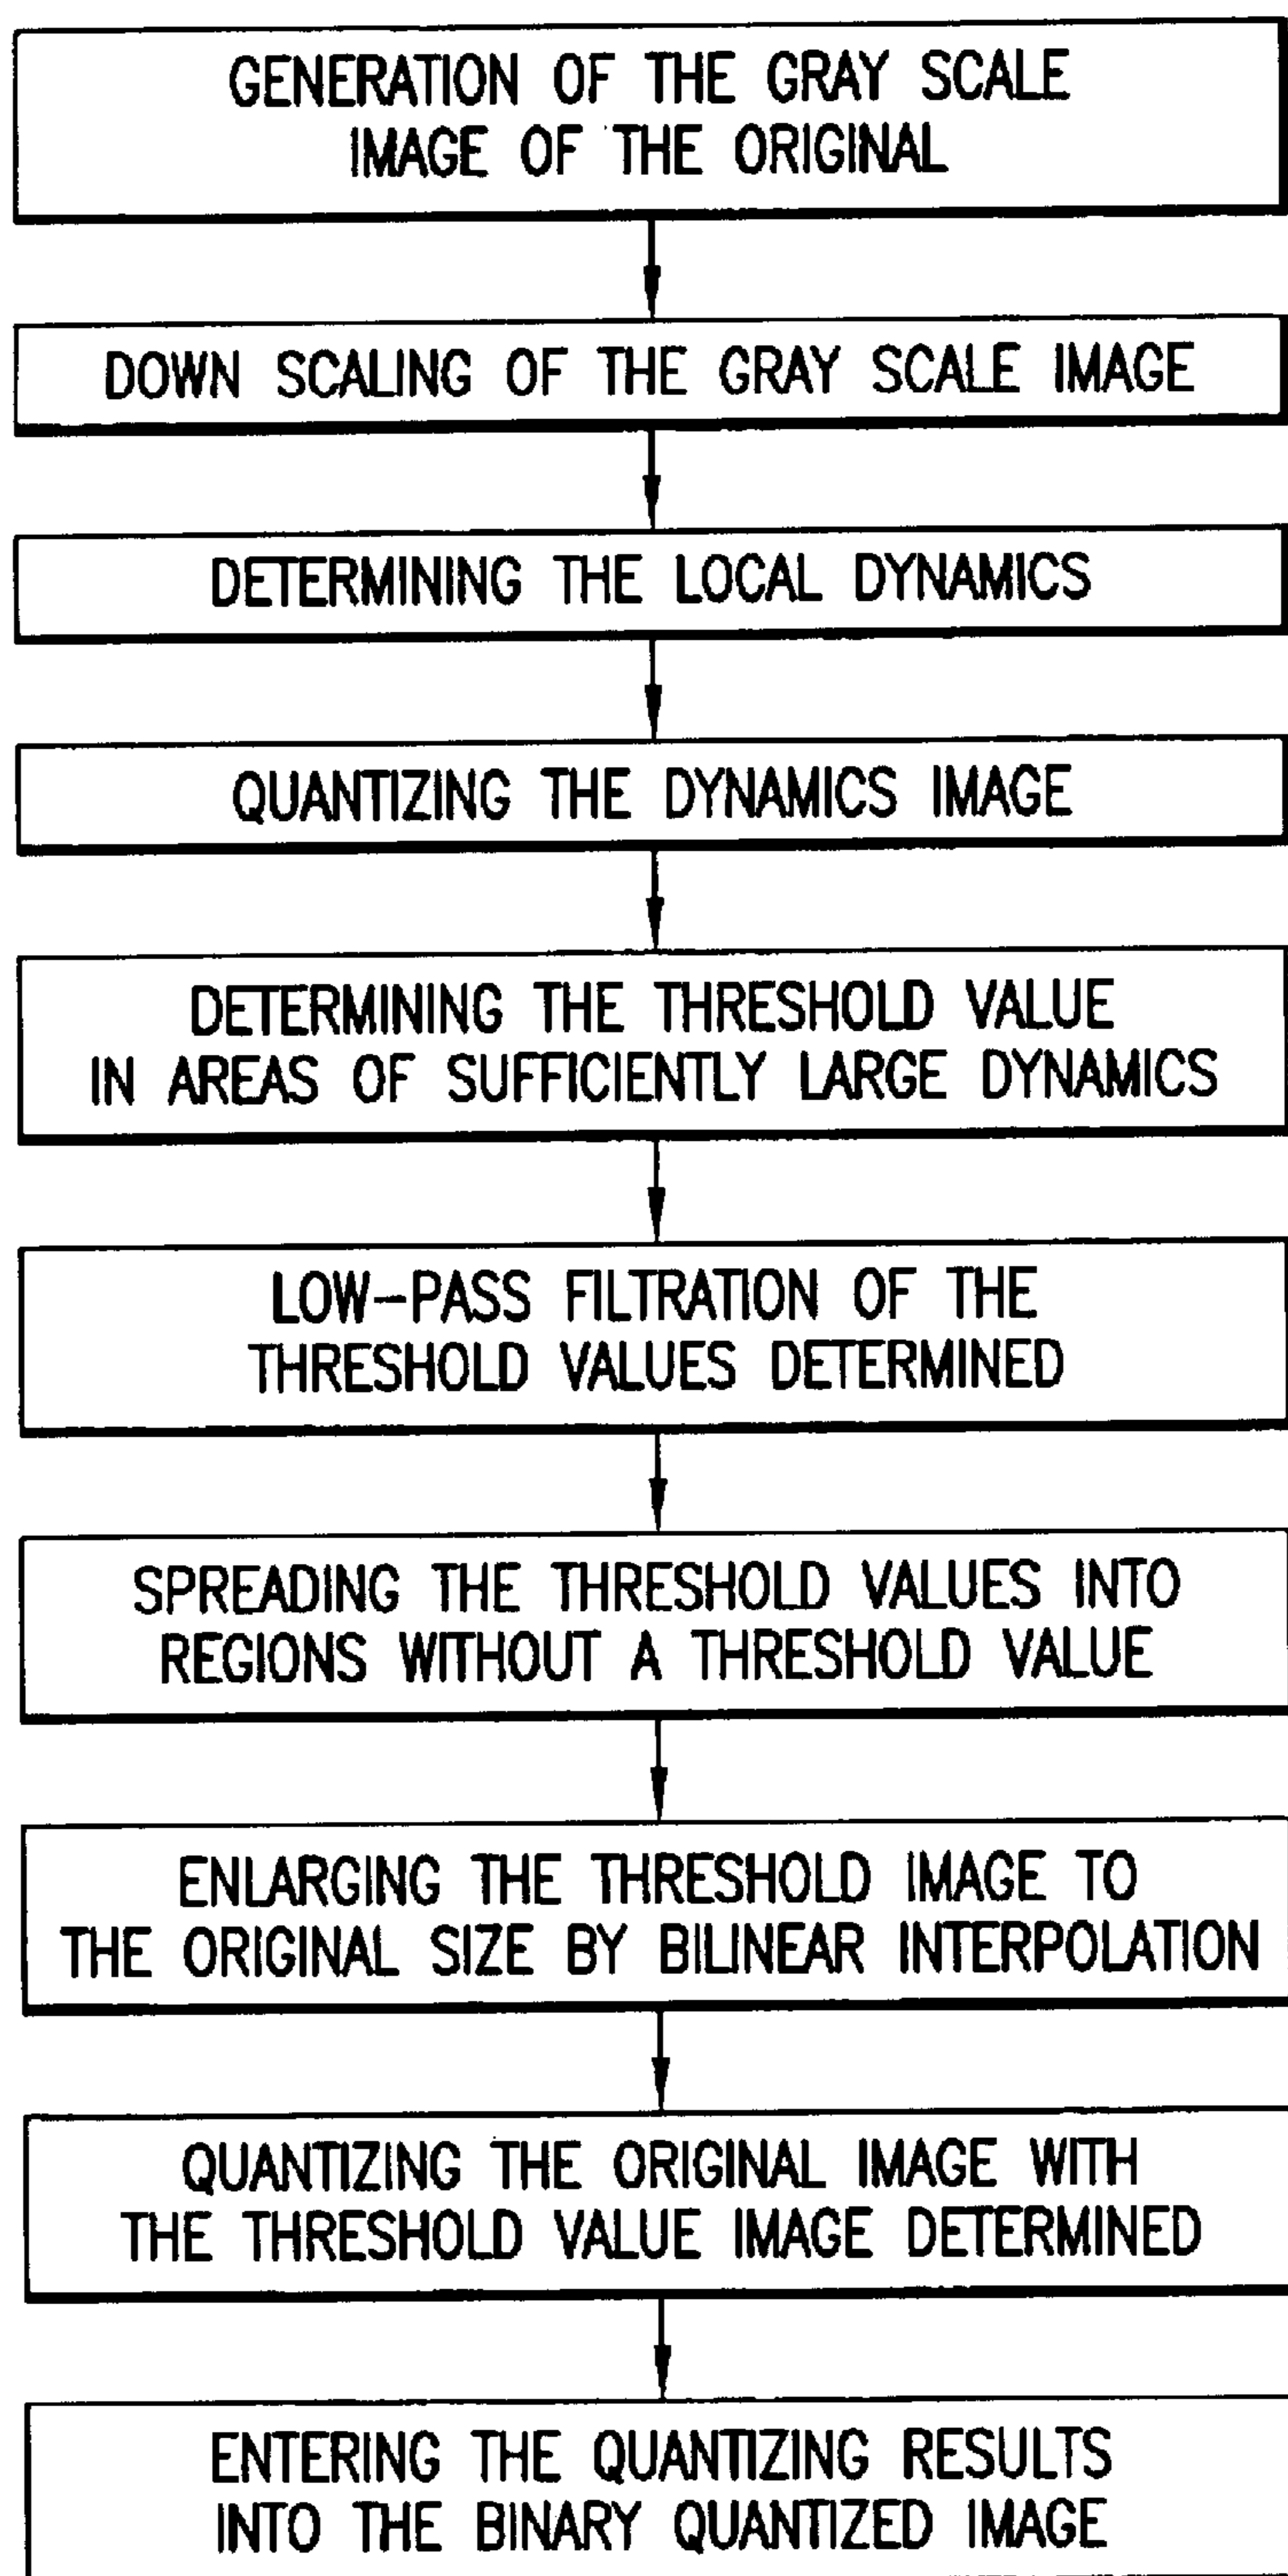 GENERATION OF THE GRAY SCALE
IMAGE OF THE ORIGINAL
DOWN SCALING OF THE GRAY SCALE IMAGE
DETERMINING THE LOCAL DYNAMICS
QUANTIZING THE DYNAMICS IMAGE
DETERMINING THE THRESHOLD VALUE
IN AREAS OF SUFFICIENTLY LARGE DYNAMICS
LOW-PASS FILTRATION OF THE
THRESHOLD VALUES DETERMINED
SPREADING THE THRESHOLD VALUES INTO
REGIONS WITHOUT A THRESHOLD VALUE
ENLARGING THE THRESHOLD IMAGE TO
THE ORIGINAL SIZE BY BILINEAR INTERPOLATION
QUANTIZING THE ORIGINAL IMAGE WITH
THE THRESHOLD VALUE IMAGE DETERMINED
ENTERING THE QUANTIZING RESULTS
INTO THE BINARY QUANTIZED IMAGE